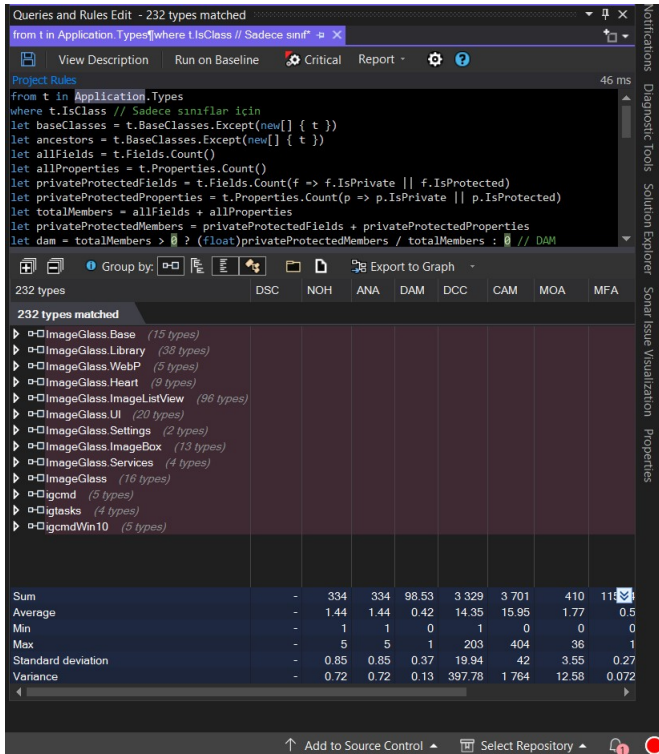 Queries and Rules Edit - 232 types matched
from t in Application.Types¶where t.IsClass // Sadece sınıf*
View Description Run on Baseline Critical Report
Project Rules 46 ms
from t in Application.Types
where t.IsClass // Sadece sınıflar için
let baseClasses = t.BaseClasses.Except(new[] { t })
let ancestors = t.BaseClasses.Except(new[] { t })
let allFields = t.Fields.Count()
let allProperties = t.Properties.Count()
let privateProtectedFields = t.Fields.Count(f => f.IsPrivate || f.IsProtected)
let privateProtectedProperties = t.Properties.Count(p => p.IsPrivate || p.IsProtected)
let totalMembers = allFields + allProperties
let privateProtectedMembers = privateProtectedFields + privateProtectedProperties
let dam = totalMembers > 0 ? (float)privateProtectedMembers / totalMembers : 0 // DAM
Group by: Export to Graph
232 types DSC NOH ANA DAM DCC CAM MOA MFA
232 types matched
ImageGlass.Base (15 types)
ImageGlass.Library (38 types)
ImageGlass.WebP (5 types)
ImageGlass.Heart (9 types)
ImageGlass.ImageListView (96 types)
ImageGlass.UI (20 types)
ImageGlass.Settings (2 types)
ImageGlass.ImageBox (13 types)
ImageGlass.Services (4 types)
ImageGlass (16 types)
igcmd (5 types)
igtasks (4 types)
igcmdWin10 (5 types)
Sum - 334 334 98.53 3 329 3 701 410
Average - 1.44 1.44 0.42 14.35 15.95 1.77 0.5
Min - 1 1 0 1 0 0 0
Max - 5 5 1 203 404 36 1
Standard deviation - 0.85 0.85 0.37 19.94 42 3.55 0.27
Variance - 0.72 0.72 0.13 397.78 1 764 12.58 0.072
Add to Source Control Select Repository 1
Notifications
Diagnostic Tools
Solution Explorer
Sonar Issue Visualization
Properties